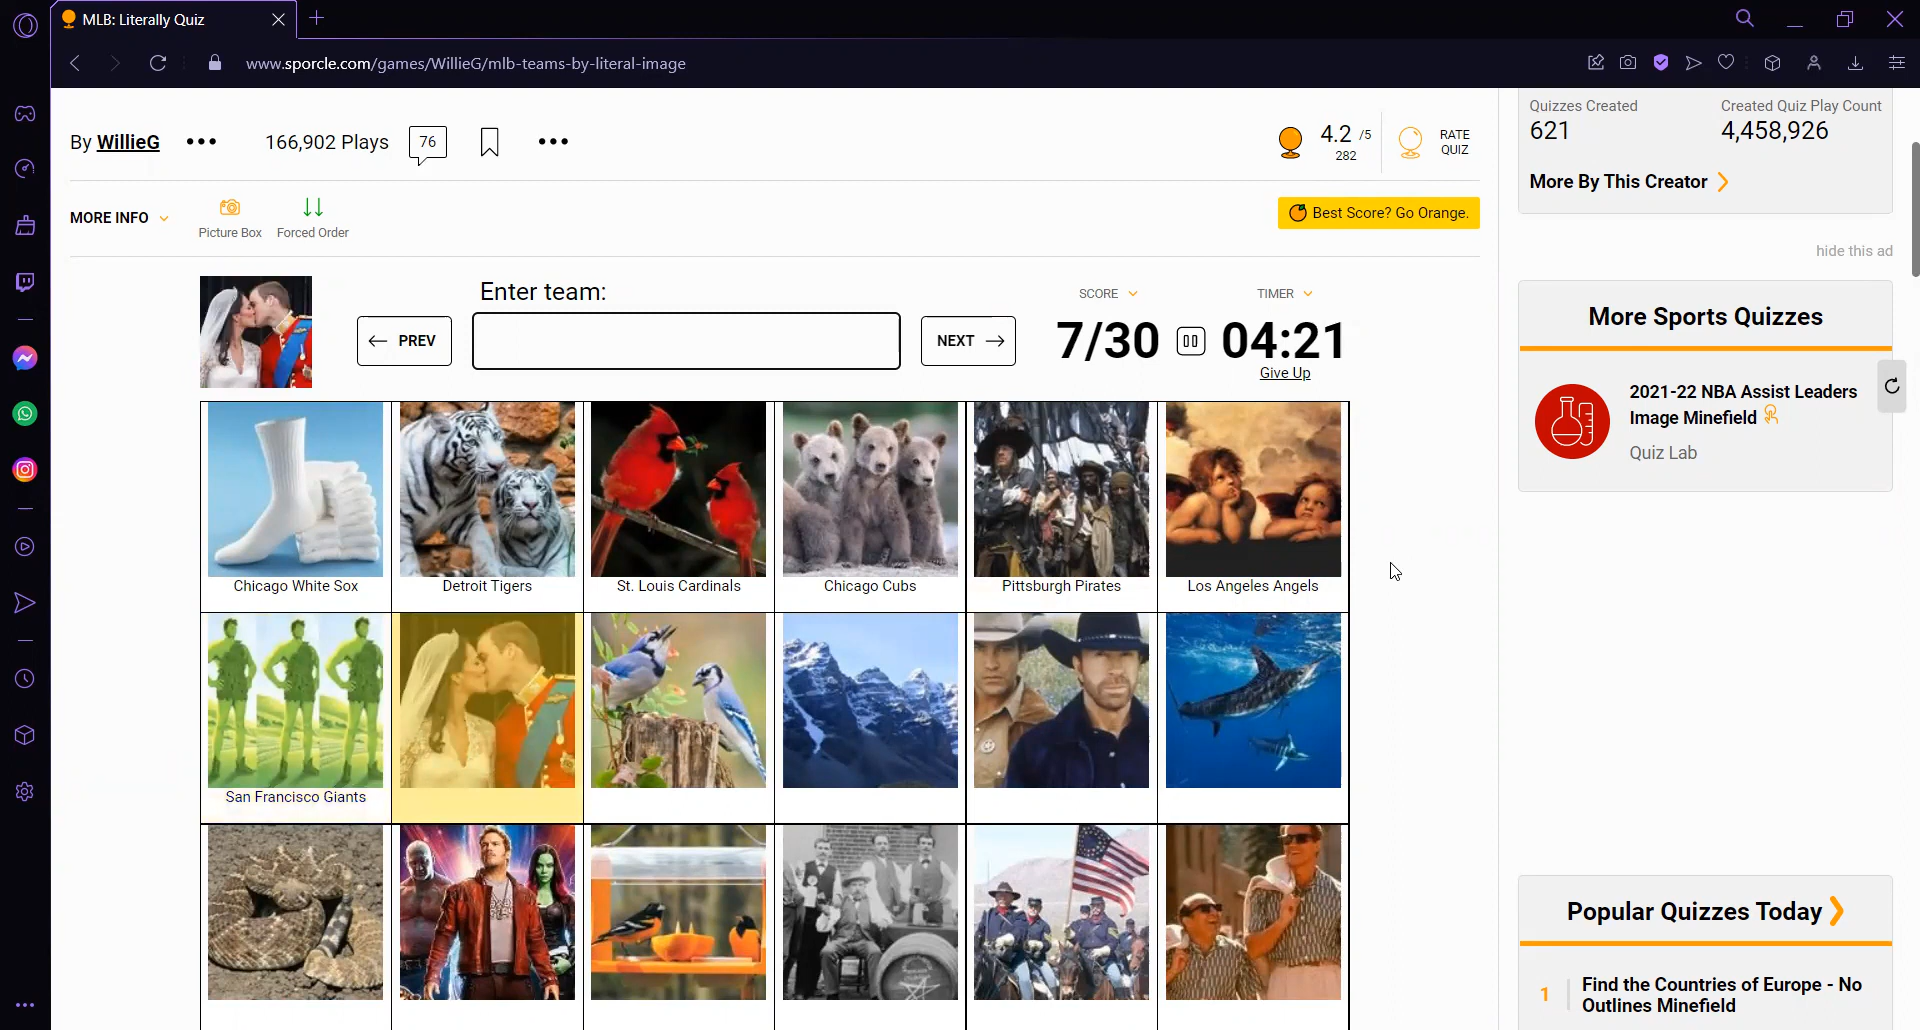 MLB: Literally Quiz
www.sporcle.com/games/WillieG/mlb-teams-by-literal-image
By WillieG
166,902 Plays
76
4.2 /5
282
RATE
QUIZ
MORE INFO
Picture Box
Forced Order
Best Score? Go Orange.
Enter team:
PREV
NEXT
SCORE
7/30
TIMER
04:21
Give Up
Chicago White Sox
Detroit Tigers
St. Louis Cardinals
Chicago Cubs
Pittsburgh Pirates
Los Angeles Angels
San Francisco Giants
Quizzes Created
621
Created Quiz Play Count
4,458,926
More By This Creator
hide this ad
More Sports Quizzes
2021-22 NBA Assist Leaders
Image Minefield
Quiz Lab
Popular Quizzes Today
1
Find the Countries of Europe - No
Outlines Minefield